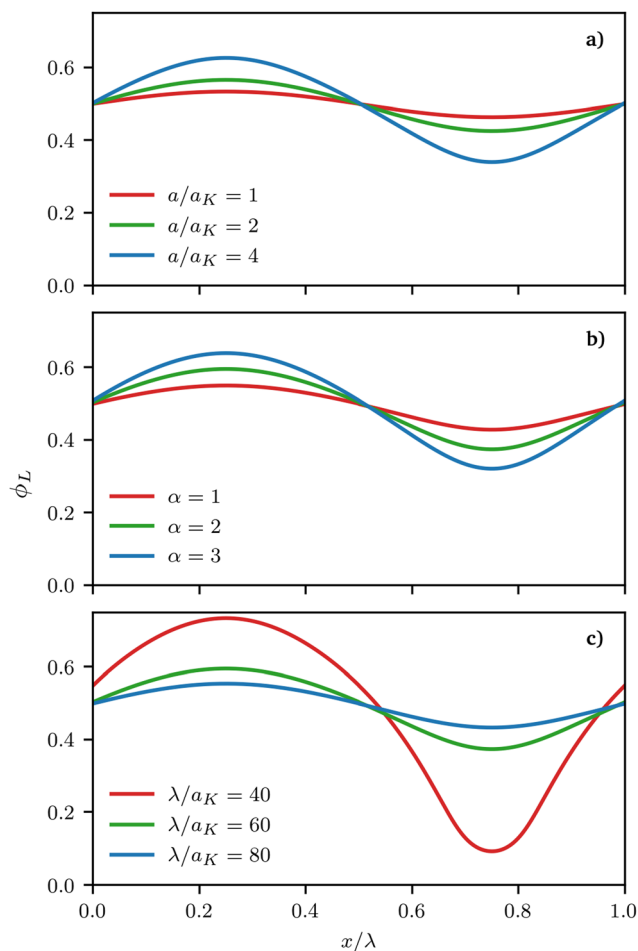 a)
0.6
0.4
a/a_K = 1
0.2
a/a_K = 2
a/a_K = 4
0.0
b)
0.6
0.4
ϕ_L
α = 1
0.2
α = 2
α = 3
0.0
c)
0.6
0.4
λ/a_K = 40
0.2
λ/a_K = 60
λ/a_K = 80
0.0
0.0 0.2 0.4 0.6 0.8 1.0
x/λ